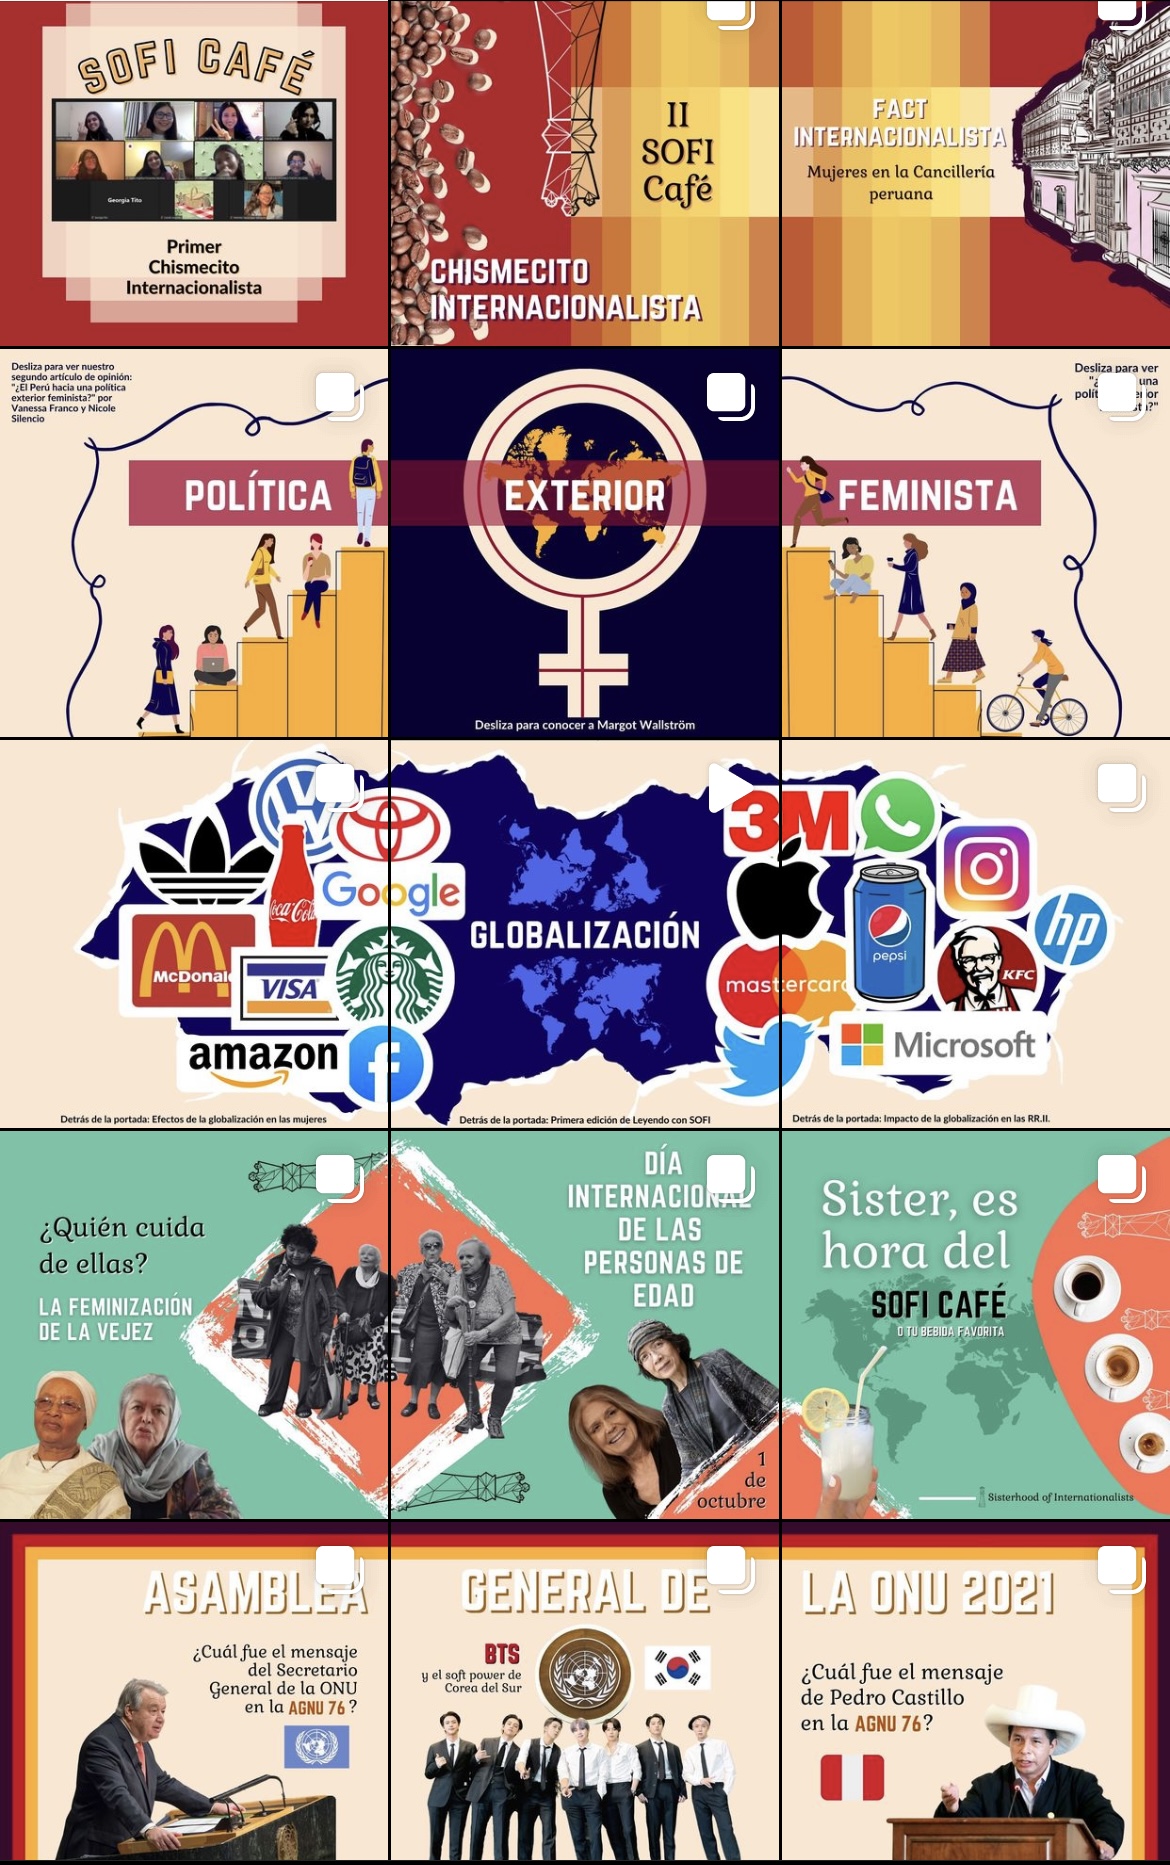 SOFI CAFÉ
Georgia Tito
Primer
Chismecito
Internacionalista
II
SOFI
Café
CHISMECITO
INTERNACIONALISTA
FACT
INTERNACIONALISTA
Mujeres en la Cancillería
peruana
Desliza para ver nuestro
segundo artículo de opinión:
"¿El Perú hacia una política
exterior feminista?" por
Vanessa Franco y Nicole
Silencio
POLÍTICA
EXTERIOR
Desliza para conocer a Margot Wallström
Desliza para ver
una
FEMINISTA
Coca-Cola
Google
McDonald
VISA
amazon
Detrás de la portada: Efectos de la globalización en las mujeres
GLOBALIZACIÓN
Detrás de la portada: Primera edición de Leyendo con SOFI
3M
pepsi
hp
KFC
mastercard
Microsoft
Detrás de la portada: Impacto de la globalización en las RR.II.
¿Quién cuida
de ellas?
LA FEMINIZACIÓN
DE LA VEJEZ
DÍA
INTERNACIONAL
DE LAS
PERSONAS DE
EDAD
1
de
octubre
Sister, es
hora del
SOFI CAFÉ
O TU BEBIDA FAVORITA
Sisterhood of Internationalists
ASAMBLEA
¿Cuál fue el mensaje
del Secretario
General de la ONU
en la AGNU 76 ?
GENERAL DE
BTS
y el soft power de
Corea del Sur
LA ONU 2021
¿Cuál fue el mensaje
de Pedro Castillo
en la AGNU 76?